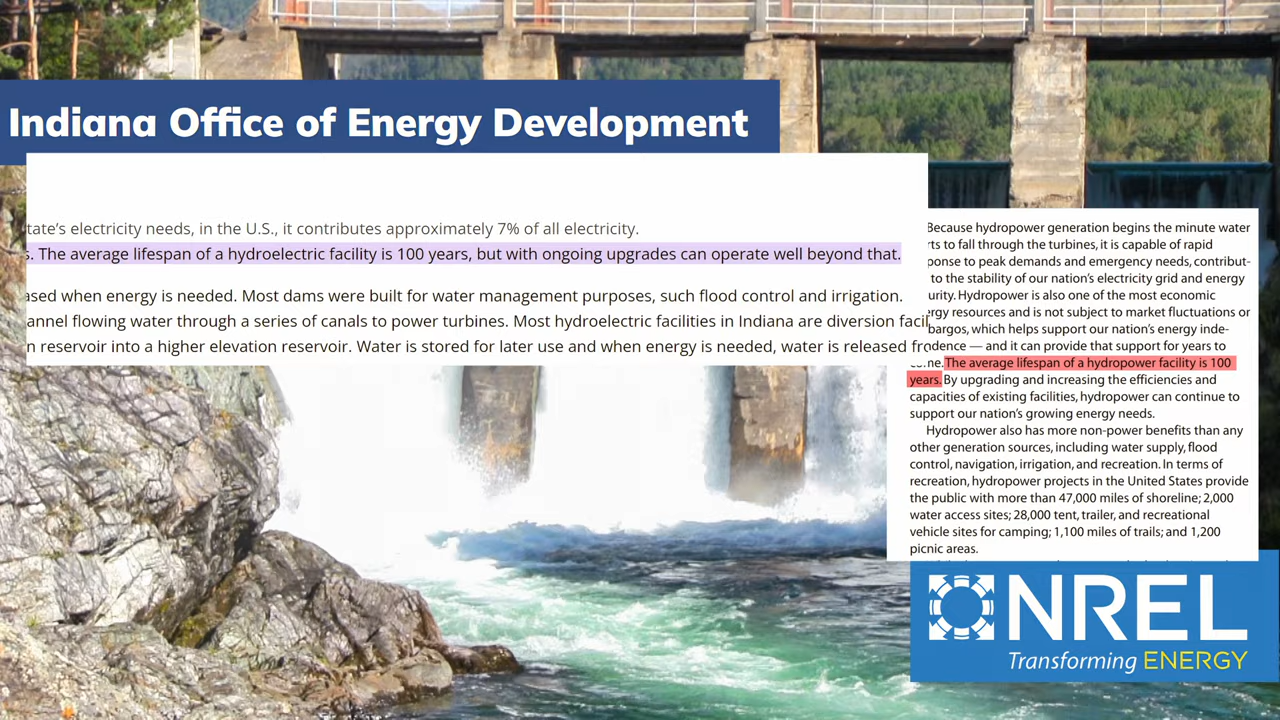 Indiana Office of Energy Development
tate's electricity needs, in the U.S., it contributes approximately 7% of all electricity.
s. The average lifespan of a hydroelectric facility is 100 years, but with ongoing upgrades can operate well beyond that.
ased when energy is needed. Most dams were built for water management purposes, such flood control and irrigation.
annel flowing water through a series of canals to power turbines. Most hydroelectric facilities in Indiana are diversion facil
n reservoir into a higher elevation reservoir. Water is stored for later use and when energy is needed, water is released fro
Because hydropower generation begins the minute water
rts to fall through the turbines, it is capable of rapid
ponse to peak demands and emergency needs, contribut-
to the stability of our nation's electricity grid and energy
urity. Hydropower is also one of the most economic
ergy resources and is not subject to market fluctuations or
bargos, which helps support our nation's energy inde-
dence — and it can provide that support for years to
come. The average lifespan of a hydropower facility is 100
years. By upgrading and increasing the efficiencies and
capacities of existing facilities, hydropower can continue to
support our nation's growing energy needs.
Hydropower also has more non-power benefits than any
other generation sources, including water supply, flood
control, navigation, irrigation, and recreation. In terms of
recreation, hydropower projects in the United States provide
the public with more than 47,000 miles of shoreline; 2,000
water access sites; 28,000 tent, trailer, and recreational
vehicle sites for camping; 1,100 miles of trails; and 1,200
picnic areas.
NREL
Transforming ENERGY